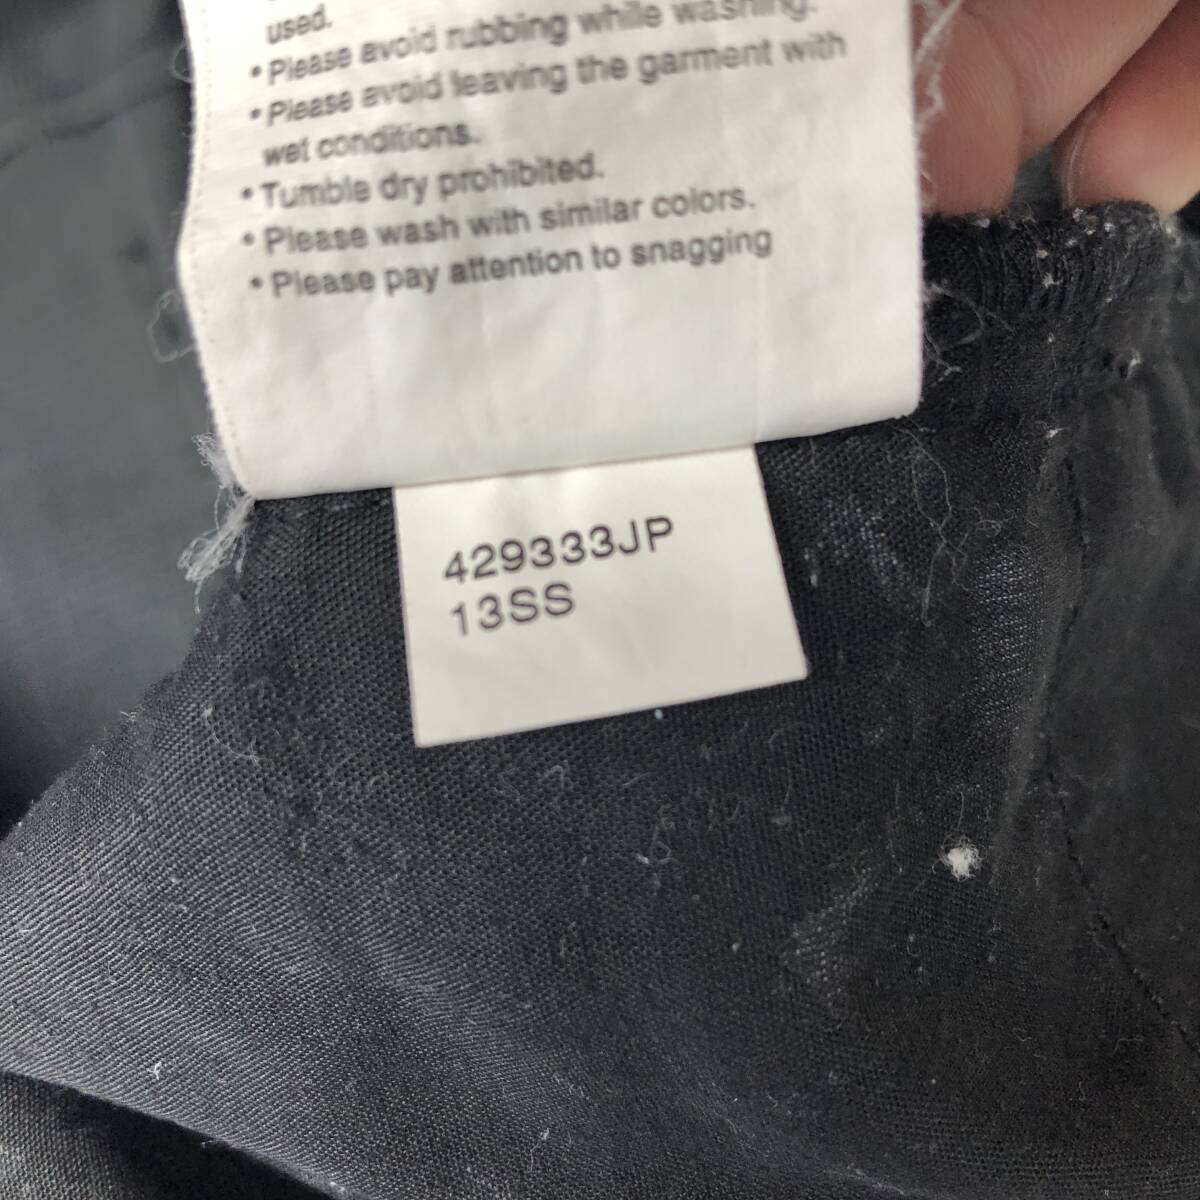 used.
•Please avoid rubbing while washing.
•Please avoid leaving the garment with
wet conditions.
•Tumble dry prohibited.
•Please wash with similar colors.
•Please pay attention to snagging
429333JP
13SS